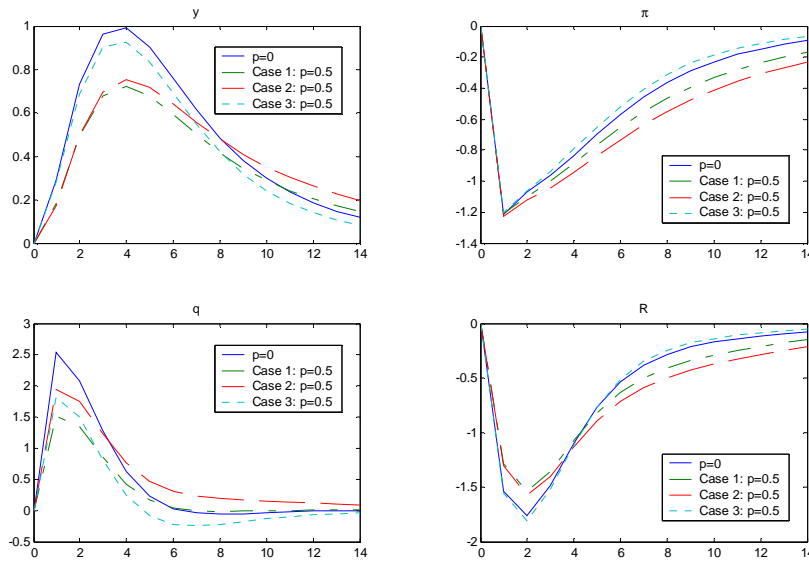 y
1
0.8
0.6
0.4
0.2
0
0 2 4 6 8 10 12 14
p=0
Case 1: p=0.5
Case 2: p=0.5
Case 3: p=0.5
π
0
-0.2
-0.4
-0.6
-0.8
-1
-1.2
-1.4
0 2 4 6 8 10 12 14
p=0
Case 1: p=0.5
Case 2: p=0.5
Case 3: p=0.5
q
3
2.5
2
1.5
1
0.5
0
-0.5
0 2 4 6 8 10 12 14
p=0
Case 1: p=0.5
Case 2: p=0.5
Case 3: p=0.5
R
0
-0.5
-1
-1.5
-2
0 2 4 6 8 10 12 14
p=0
Case 1: p=0.5
Case 2: p=0.5
Case 3: p=0.5